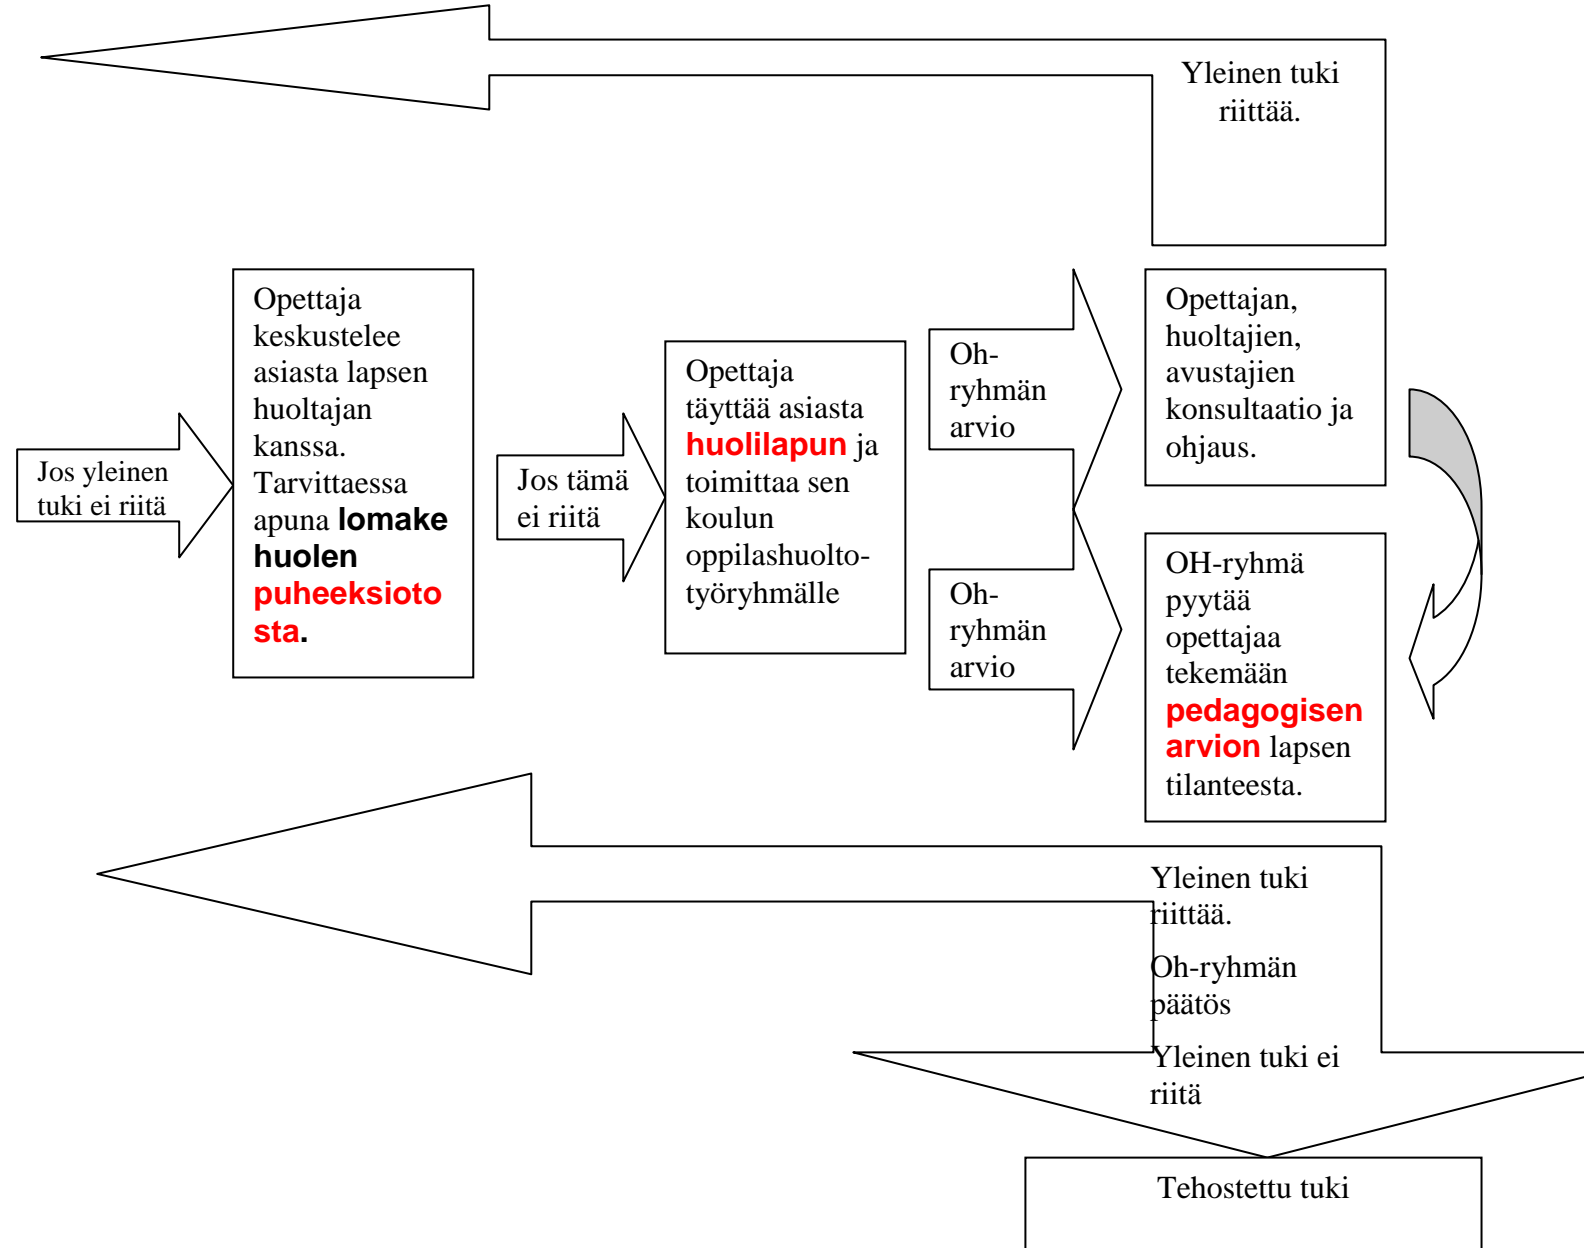 Yleinen tuki
riittää.
Jos yleinen
tuki ei riitä
Opettaja
keskustelee
asiasta lapsen
huoltajan
kanssa.
Tarvittaessa
apuna lomake
huolen
puheeksioto
sta.
Jos tämä
ei riitä
Opettaja
täyttää asiasta
huolilapun ja
toimittaa sen
koulun
oppilashuolto-
työryhmälle
Oh-
ryhmän
arvio
Opettajan,
huoltajien,
avustajien
konsultaatio ja
ohjaus.
Oh-
ryhmän
arvio
OH-ryhmä
pyytää
opettajaa
tekemään
pedagogisen
arvion lapsen
tilanteesta.
Yleinen tuki
riittää.
Oh-ryhmän
päätös
Yleinen tuki ei
riitä
Tehostettu tuki